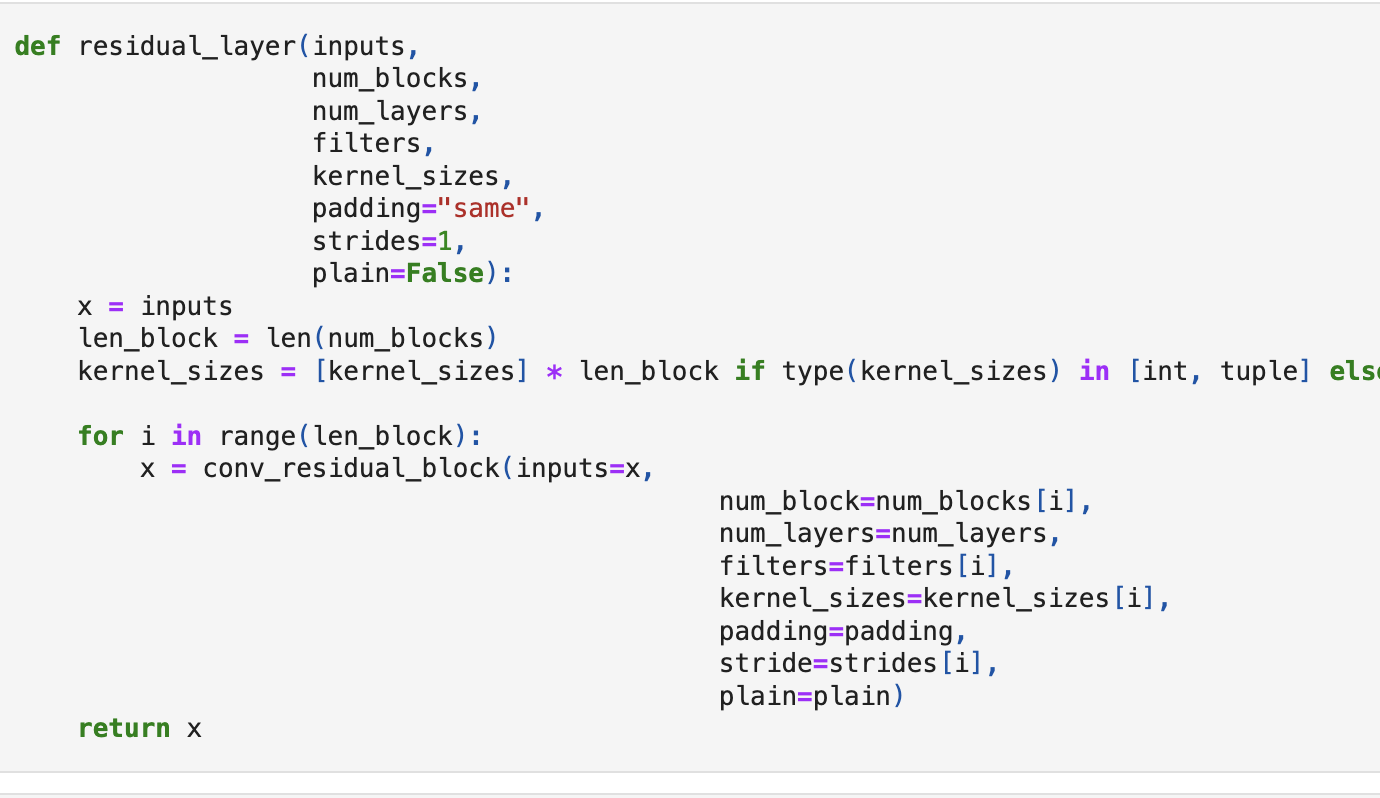 def residual_layer(inputs,
                   num_blocks,
                   num_layers,
                   filters,
                   kernel_sizes,
                   padding="same",
                   strides=1,
                   plain=False):
    x = inputs
    len_block = len(num_blocks)
    kernel_sizes = [kernel_sizes] * len_block if type(kernel_sizes) in [int, tuple] else

    for i in range(len_block):
        x = conv_residual_block(inputs=x,
                                             num_block=num_blocks[i],
                                             num_layers=num_layers,
                                             filters=filters[i],
                                             kernel_sizes=kernel_sizes[i],
                                             padding=padding,
                                             stride=strides[i],
                                             plain=plain)
    return x